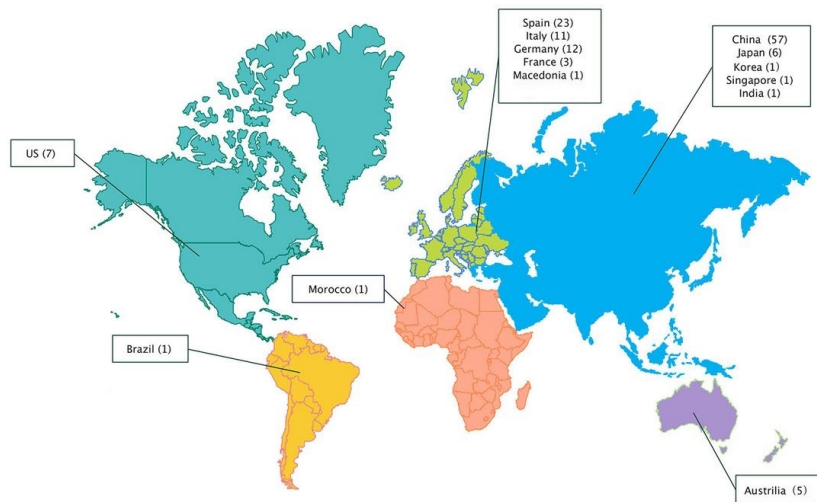 Spain (23)
Italy (11)
Germany (12)
France (3)
Macedonia (1)
China (57)
Japan (6)
Korea (1)
Singapore (1)
India (1)
US (7)
Morocco (1)
Brazil (1)
Austrilia (5)